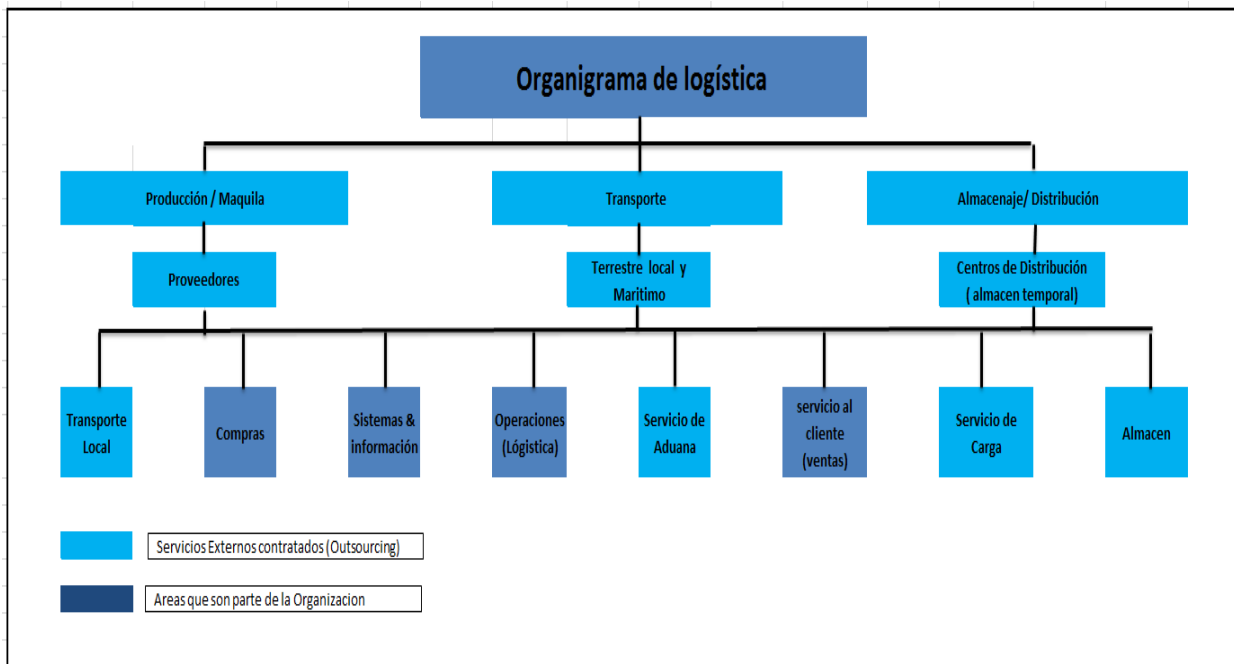 Organigrama de logística
Producción / Maquila
Transporte
Almacenaje/ Distribución
Proveedores
Terrestre local y
Maritimo
Centros de Distribución
( almacen temporal)
Transporte
Local
Compras
Sistemas &
información
Operaciones
(Lógistica)
Servicio de
Aduana
servicio al
cliente
(ventas)
Servicio de
Carga
Almacen
Servicios Externos contratados (Outsourcing)
Areas que son parte de la Organizacion